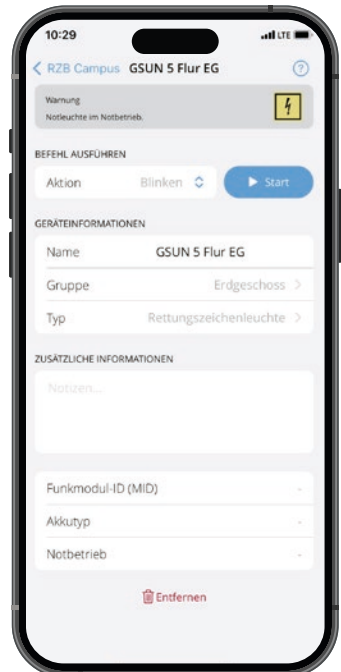 10:29 LTE
RZB Campus GSUN 5 Flur EG ?
Warnung
Notleuchte im Notbetrieb.
BEFEHL AUSFÜHREN
Aktion Blinken Start
GERÄTEINFORMATIONEN
Name GSUN 5 Flur EG
Gruppe Erdgeschoss
Typ Rettungszeichenleuchte
ZUSÄTZLICHE INFORMATIONEN
Notizen...
Funkmodul-ID (MID) -
Akkutyp -
Notbetrieb -
Entfernen